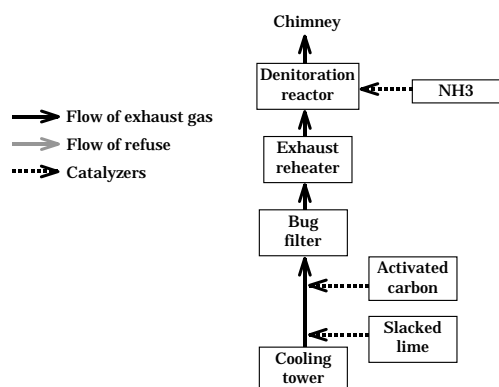 Chimney
Denitoration
reactor
NH3
Flow of exhaust gas
Flow of refuse
Catalyzers
Exhaust
reheater
Bug
filter
Activated
carbon
Slacked
lime
Cooling
tower